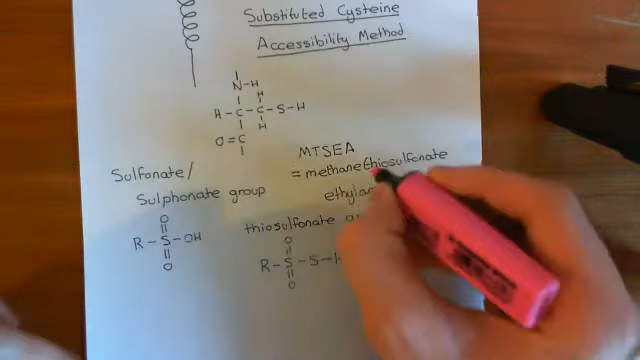 Substituted Cysteine
Accessibility Method
N-H
H
H-C-C-S-H
H
O=C
MTSEA
= methanethiosulfonate
Sulfonate/
Sulphonate group
thiosulfonate
O
R-S-OH
O
O
R-S-S-H
O